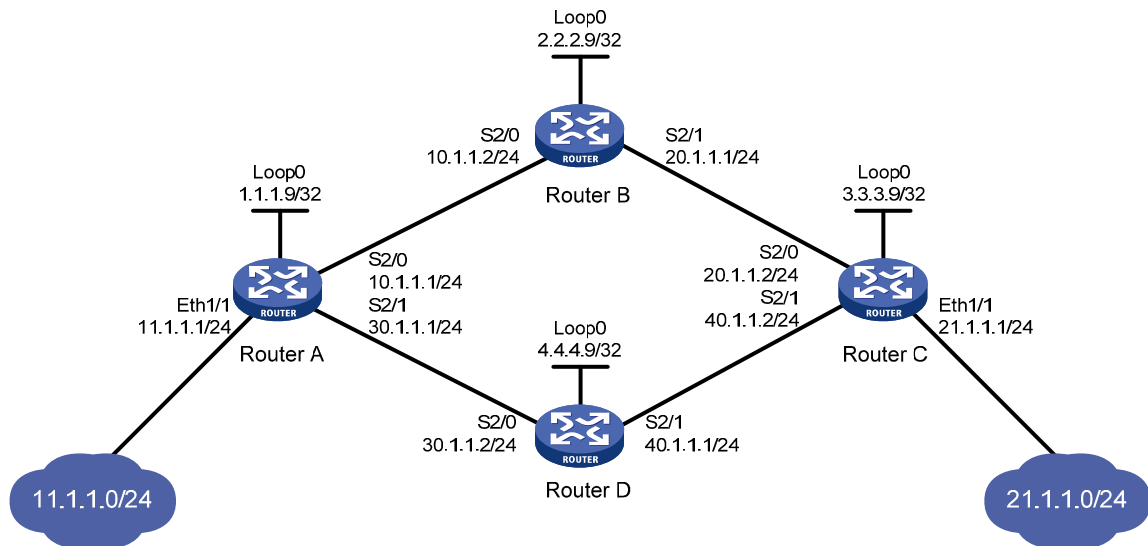 Loop0
2.2.2.9/32
S2/0
10.1.1.2/24
ROUTER
S2/1
20.1.1.1/24
Router B
Loop0
1.1.1.9/32
Loop0
3.3.3.9/32
Eth1/1
11.1.1.1/24
ROUTER
S2/0
10.1.1.1/24
S2/1
30.1.1.1/24
Router A
S2/0
20.1.1.2/24
S2/1
40.1.1.2/24
ROUTER
Eth1/1
21.1.1.1/24
Router C
Loop0
4.4.4.9/32
S2/0
30.1.1.2/24
ROUTER
S2/1
40.1.1.1/24
Router D
11.1.1.0/24
21.1.1.0/24